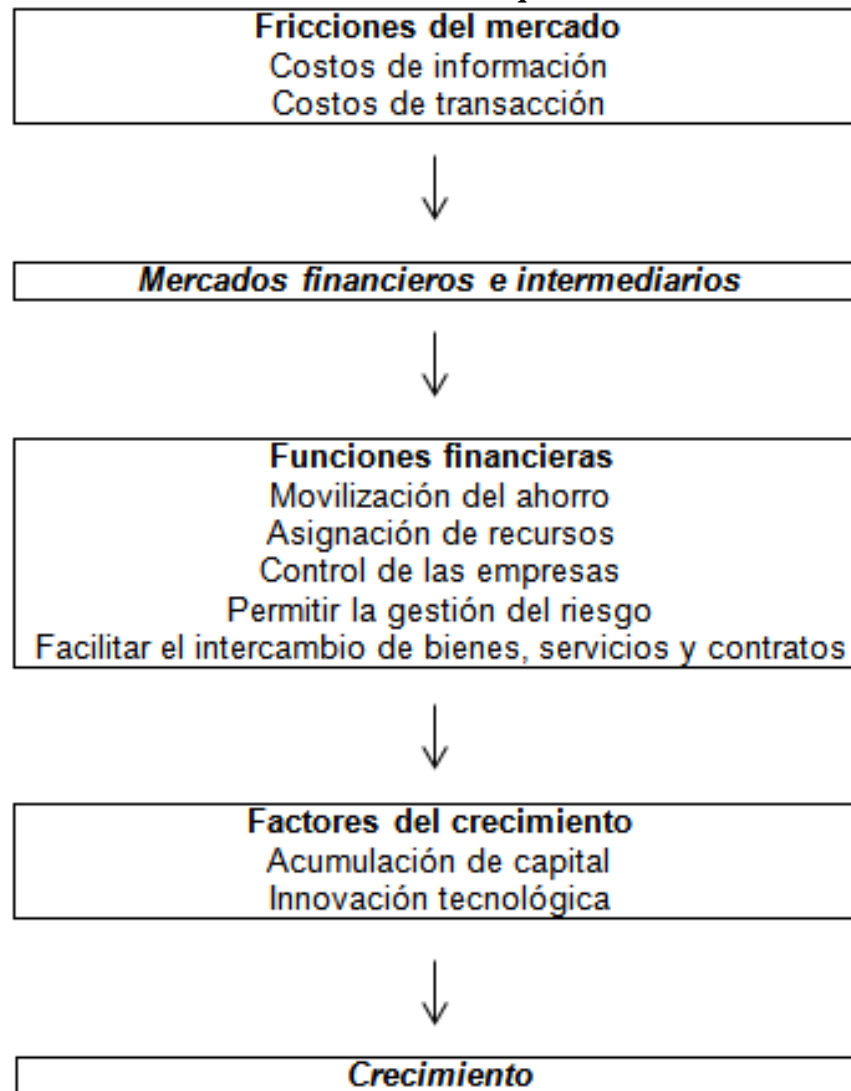 Fricciones del mercado
Costos de información
Costos de transacción
Mercados financieros e intermediarios
Funciones financieras
Movilización del ahorro
Asignación de recursos
Control de las empresas
Permitir la gestión del riesgo
Facilitar el intercambio de bienes, servicios y contratos
Factores del crecimiento
Acumulación de capital
Innovación tecnológica
Crecimiento